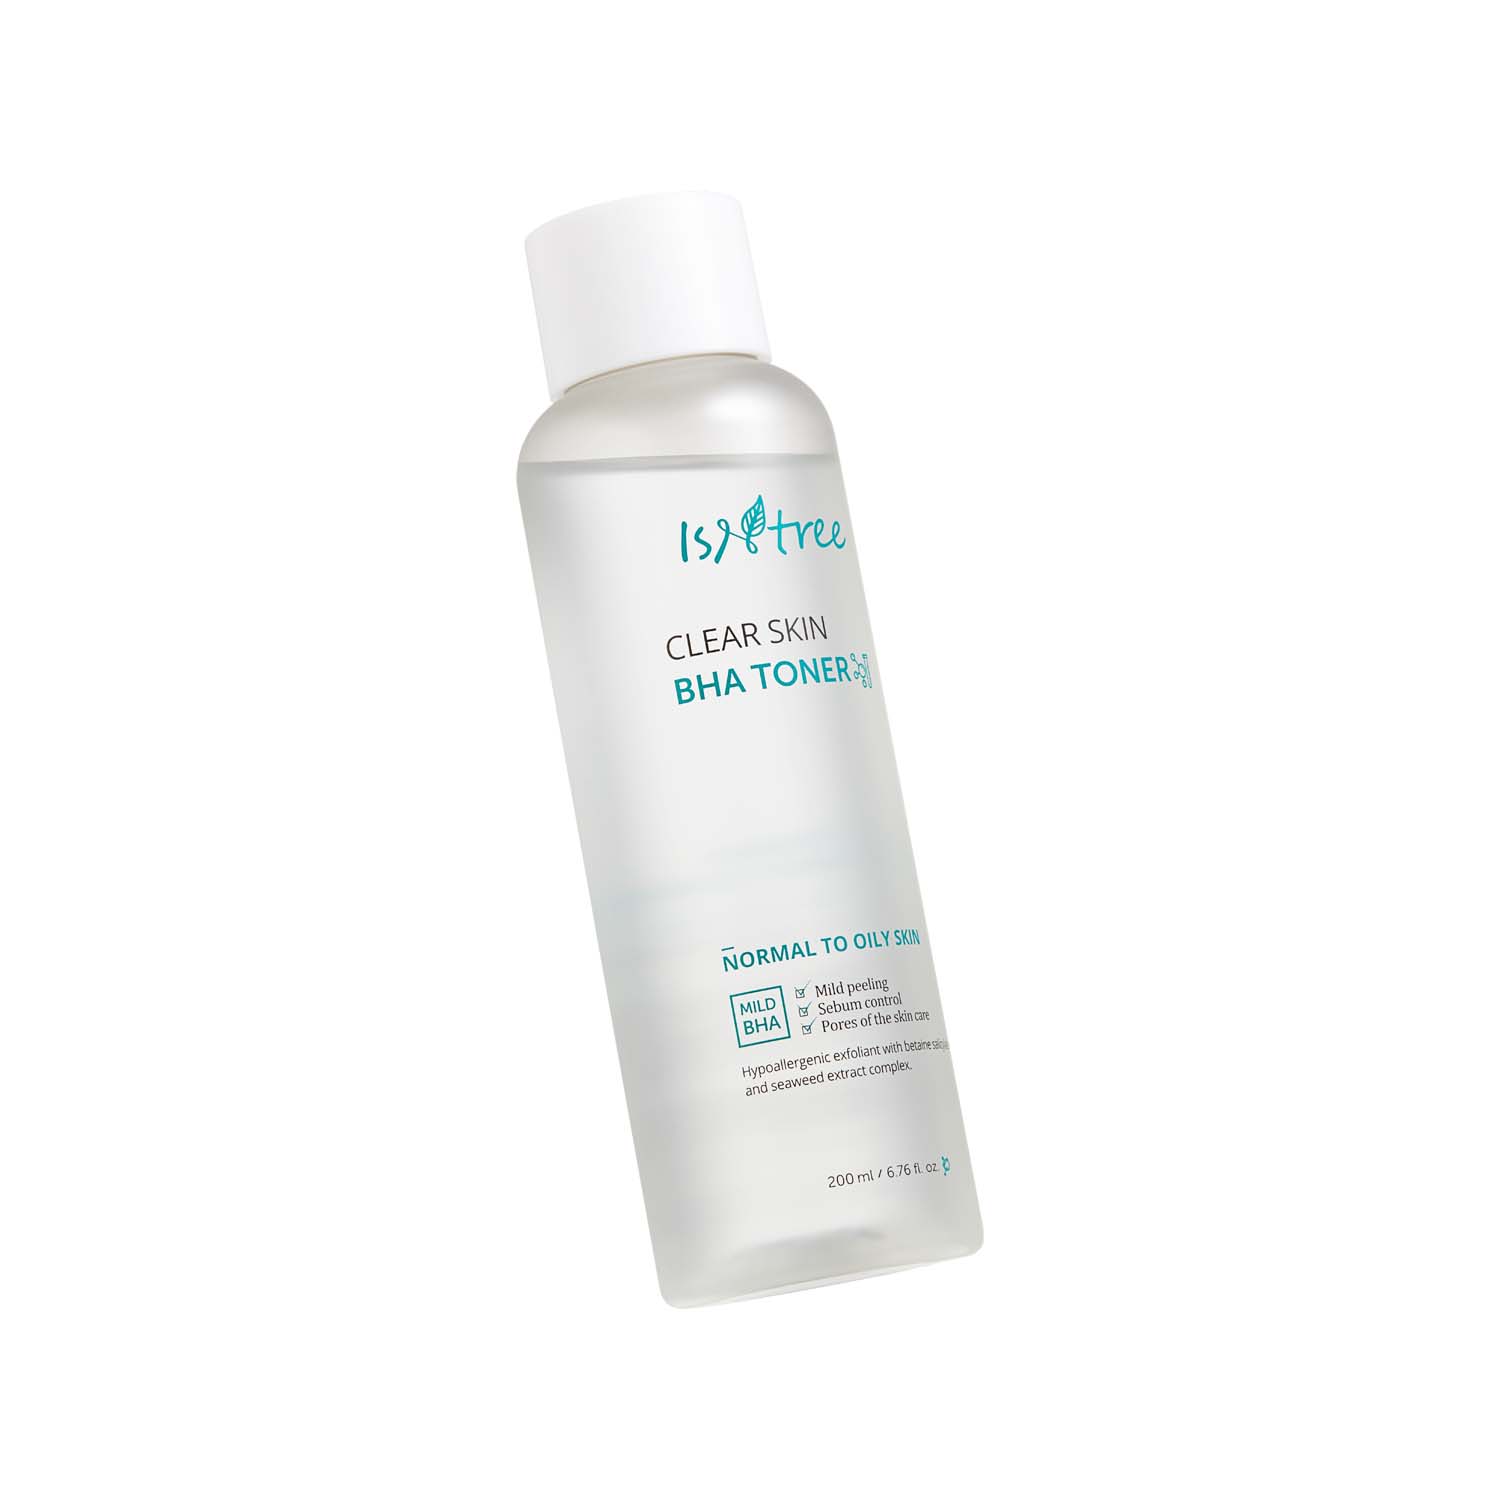 Isntree
CLEAR SKIN
BHA TONER
NORMAL TO OILY SKIN
MILD
BHA
Mild peeling
Sebum control
Pores of the skin care
Hypoallergenic exfoliant with betaine
and seaweed extract complex.
200 ml / 6.76 fl. oz.